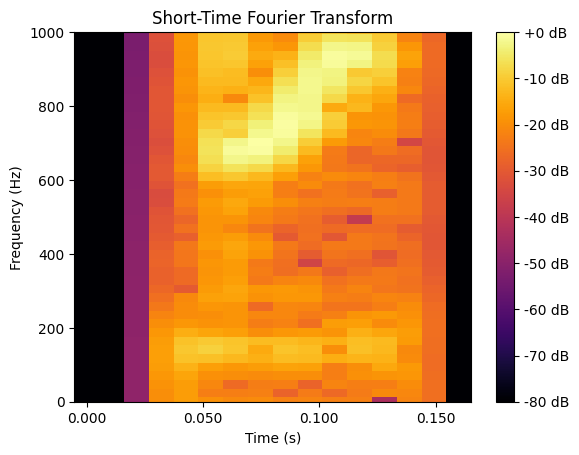 Short-Time Fourier Transform
1000
800
600
400
200
0
Frequency (Hz)
0.000
0.050
0.100
0.150
Time (s)
+0 dB
-10 dB
-20 dB
-30 dB
-40 dB
-50 dB
-60 dB
-70 dB
-80 dB